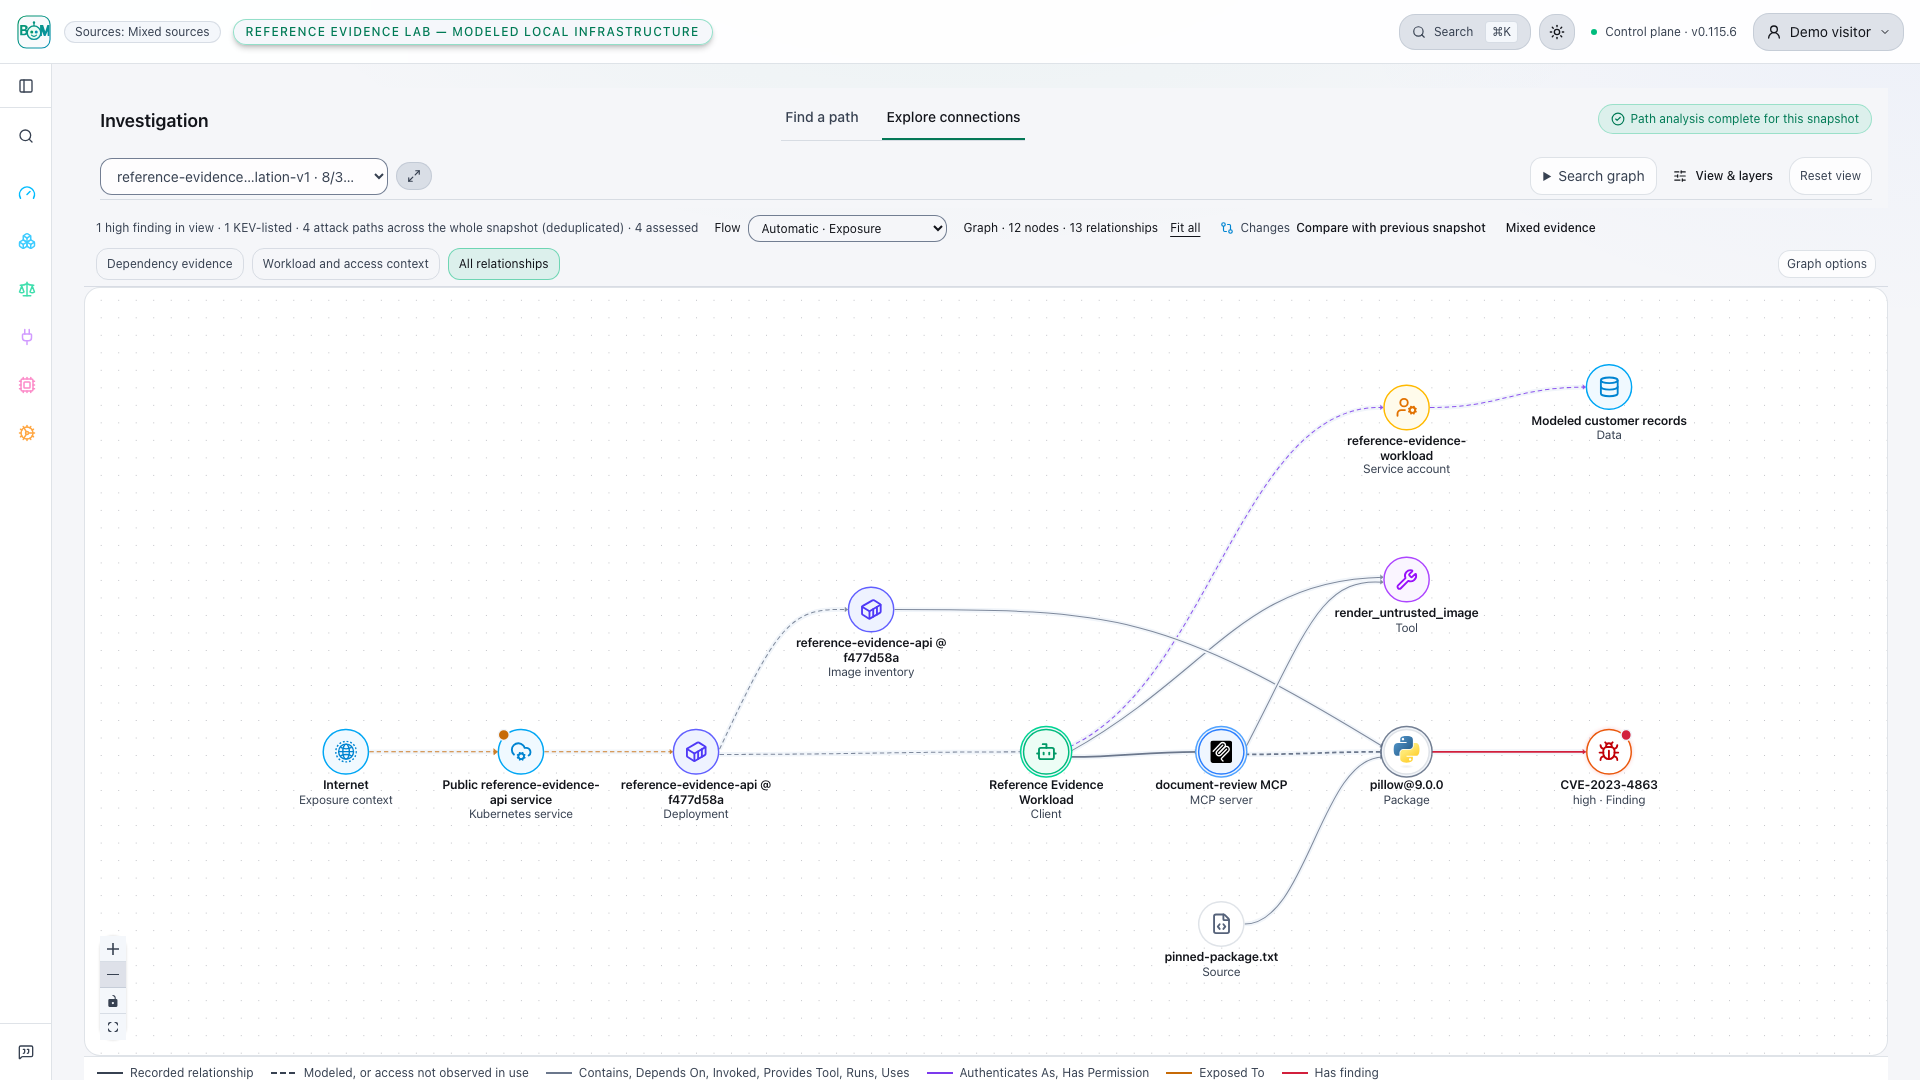 BOM
Sources: Mixed sources
REFERENCE EVIDENCE LAB — MODELED LOCAL INFRASTRUCTURE
Search ⌘K
Control plane · v0.115.6
Demo visitor
Investigation
Find a path
Explore connections
Path analysis complete for this snapshot
reference-evidence...lation-v1 · 8/3...
Search graph
View & layers
Reset view
1 high finding in view · 1 KEV-listed · 4 attack paths across the whole snapshot (deduplicated) · 4 assessed
Flow
Automatic · Exposure
Graph · 12 nodes · 13 relationships
Fit all
Changes
Compare with previous snapshot
Mixed evidence
Dependency evidence
Workload and access context
All relationships
Graph options
Modeled customer records
Data
reference-evidence-
workload
Service account
render_untrusted_image
Tool
reference-evidence-api @
f477d58a
Image inventory
Internet
Exposure context
Public reference-evidence-
api service
Kubernetes service
reference-evidence-api @
f477d58a
Deployment
Reference Evidence
Workload
Client
document-review MCP
MCP server
pillow@9.0.0
Package
CVE-2023-4863
high · Finding
pinned-package.txt
Source
Recorded relationship
Modeled, or access not observed in use
Contains, Depends On, Invoked, Provides Tool, Runs, Uses
Authenticates As, Has Permission
Exposed To
Has finding